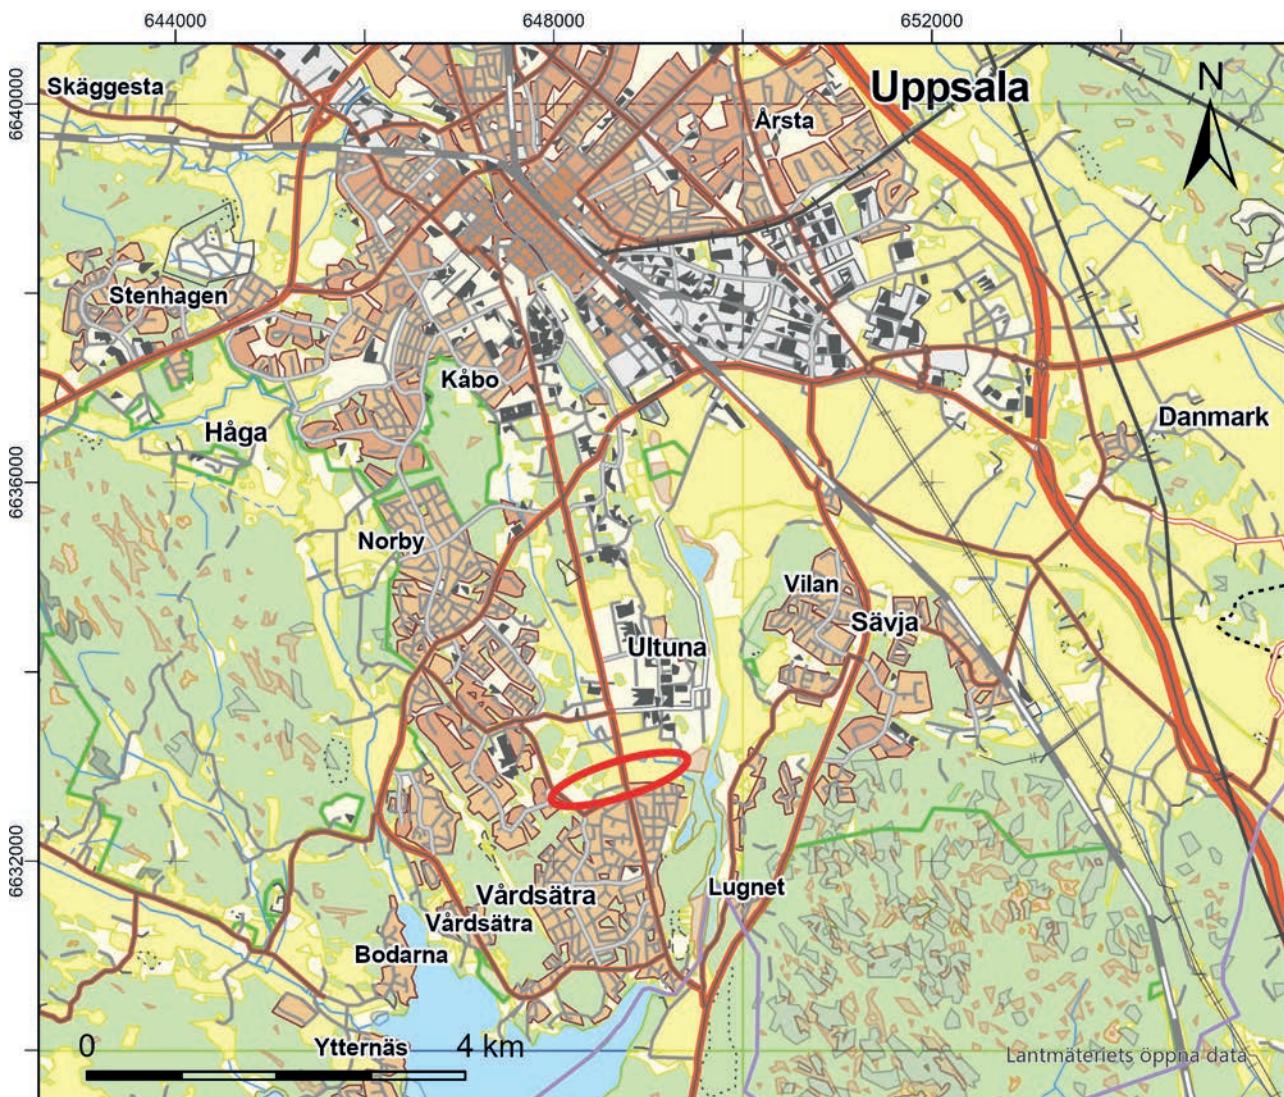 644000 648000 652000
6640000
6636000
6632000
Uppsala
N
Skäggesta
Årsta
Stenhagen
Kåbo
Håga
Danmark
Norby
Vilan
Sävja
Ultuna
Vårdsätra
Lugnet
Vårdsätra
Bodarna
Ytternäs
0 4 km
Lantmäteriets öppna data